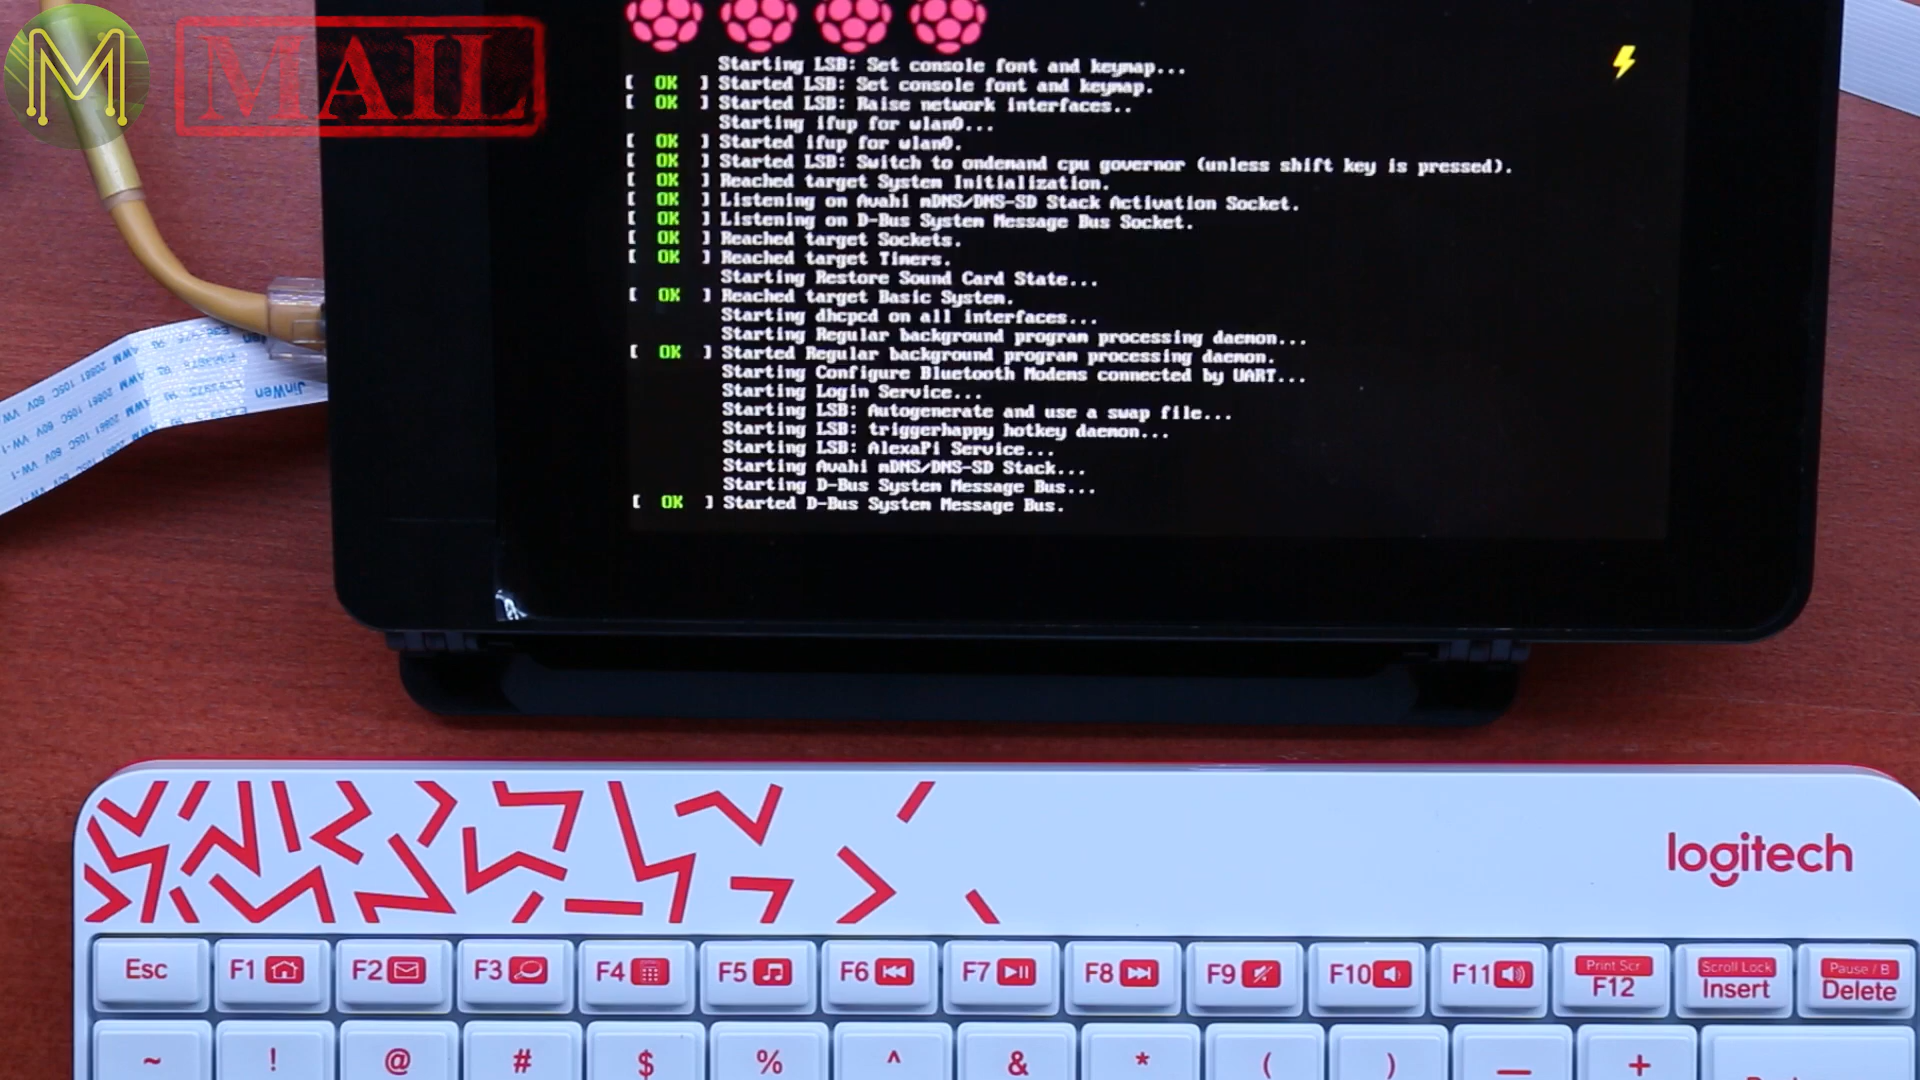 M
MAIL
Starting LSB: Set console font and keymap...
[ OK ] Started LSB: Set console font and keymap.
[ OK ] Started LSB: Raise network interfaces..
Starting ifup for wlan0...
[ OK ] Started ifup for wlan0.
[ OK ] Started LSB: Switch to ondemand cpu governor (unless shift key is pressed).
[ OK ] Reached target System Initialization.
[ OK ] Listening on Avahi mDNS/DNS-SD Stack Activation Socket.
[ OK ] Listening on D-Bus System Message Bus Socket.
[ OK ] Reached target Sockets.
[ OK ] Reached target Timers.
Starting Restore Sound Card State...
[ OK ] Reached target Basic System.
Starting dhcpcd on all interfaces...
Starting Regular background program processing daemon...
[ OK ] Started Regular background program processing daemon.
Starting Configure Bluetooth Modems connected by UART...
Starting Login Service...
Starting LSB: Autogenerate and use a swap file...
Starting LSB: triggerhappy hotkey daemon...
Starting LSB: AlexaPi Service...
Starting Avahi mDNS/DNS-SD Stack...
Starting D-Bus System Message Bus...
[ OK ] Started D-Bus System Message Bus.
JinWen
AWM 20861 105C 60V VW-1
logitech
Esc F1 F2 F3 F4 F5 F6 F7 F8 F9 F10 F11 Print Scr F12 Scroll Lock Insert Pause / B Delete
~ ! @ # $ % ^ & * ( ) — +